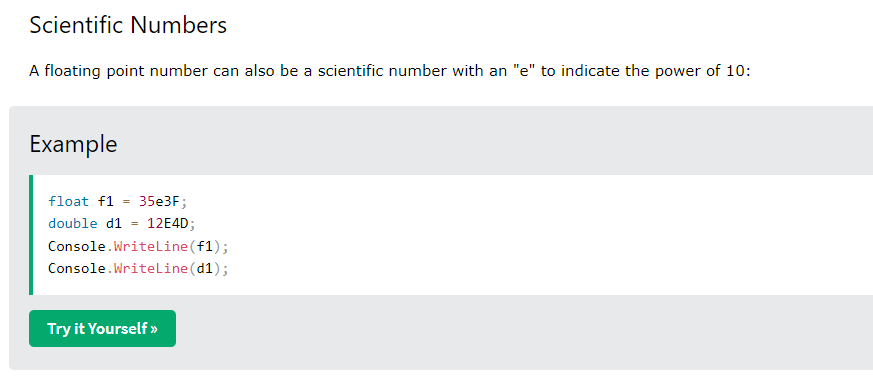 Scientific Numbers
A floating point number can also be a scientific number with an "e" to indicate the power of 10:
Example
float f1 = 35e3F;
double d1 = 12E4D;
Console.WriteLine(f1);
Console.WriteLine(d1);
Try it Yourself »